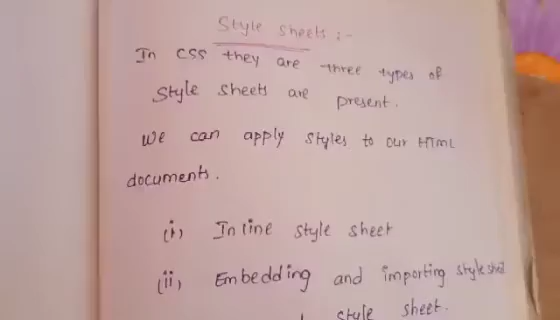 Style sheets :-
In CSS they are three types of
Style sheets are present.
We can apply styles to our HTML
documents.
(i) Inline style sheet
(ii) Embedding and importing style sheet
style sheet.